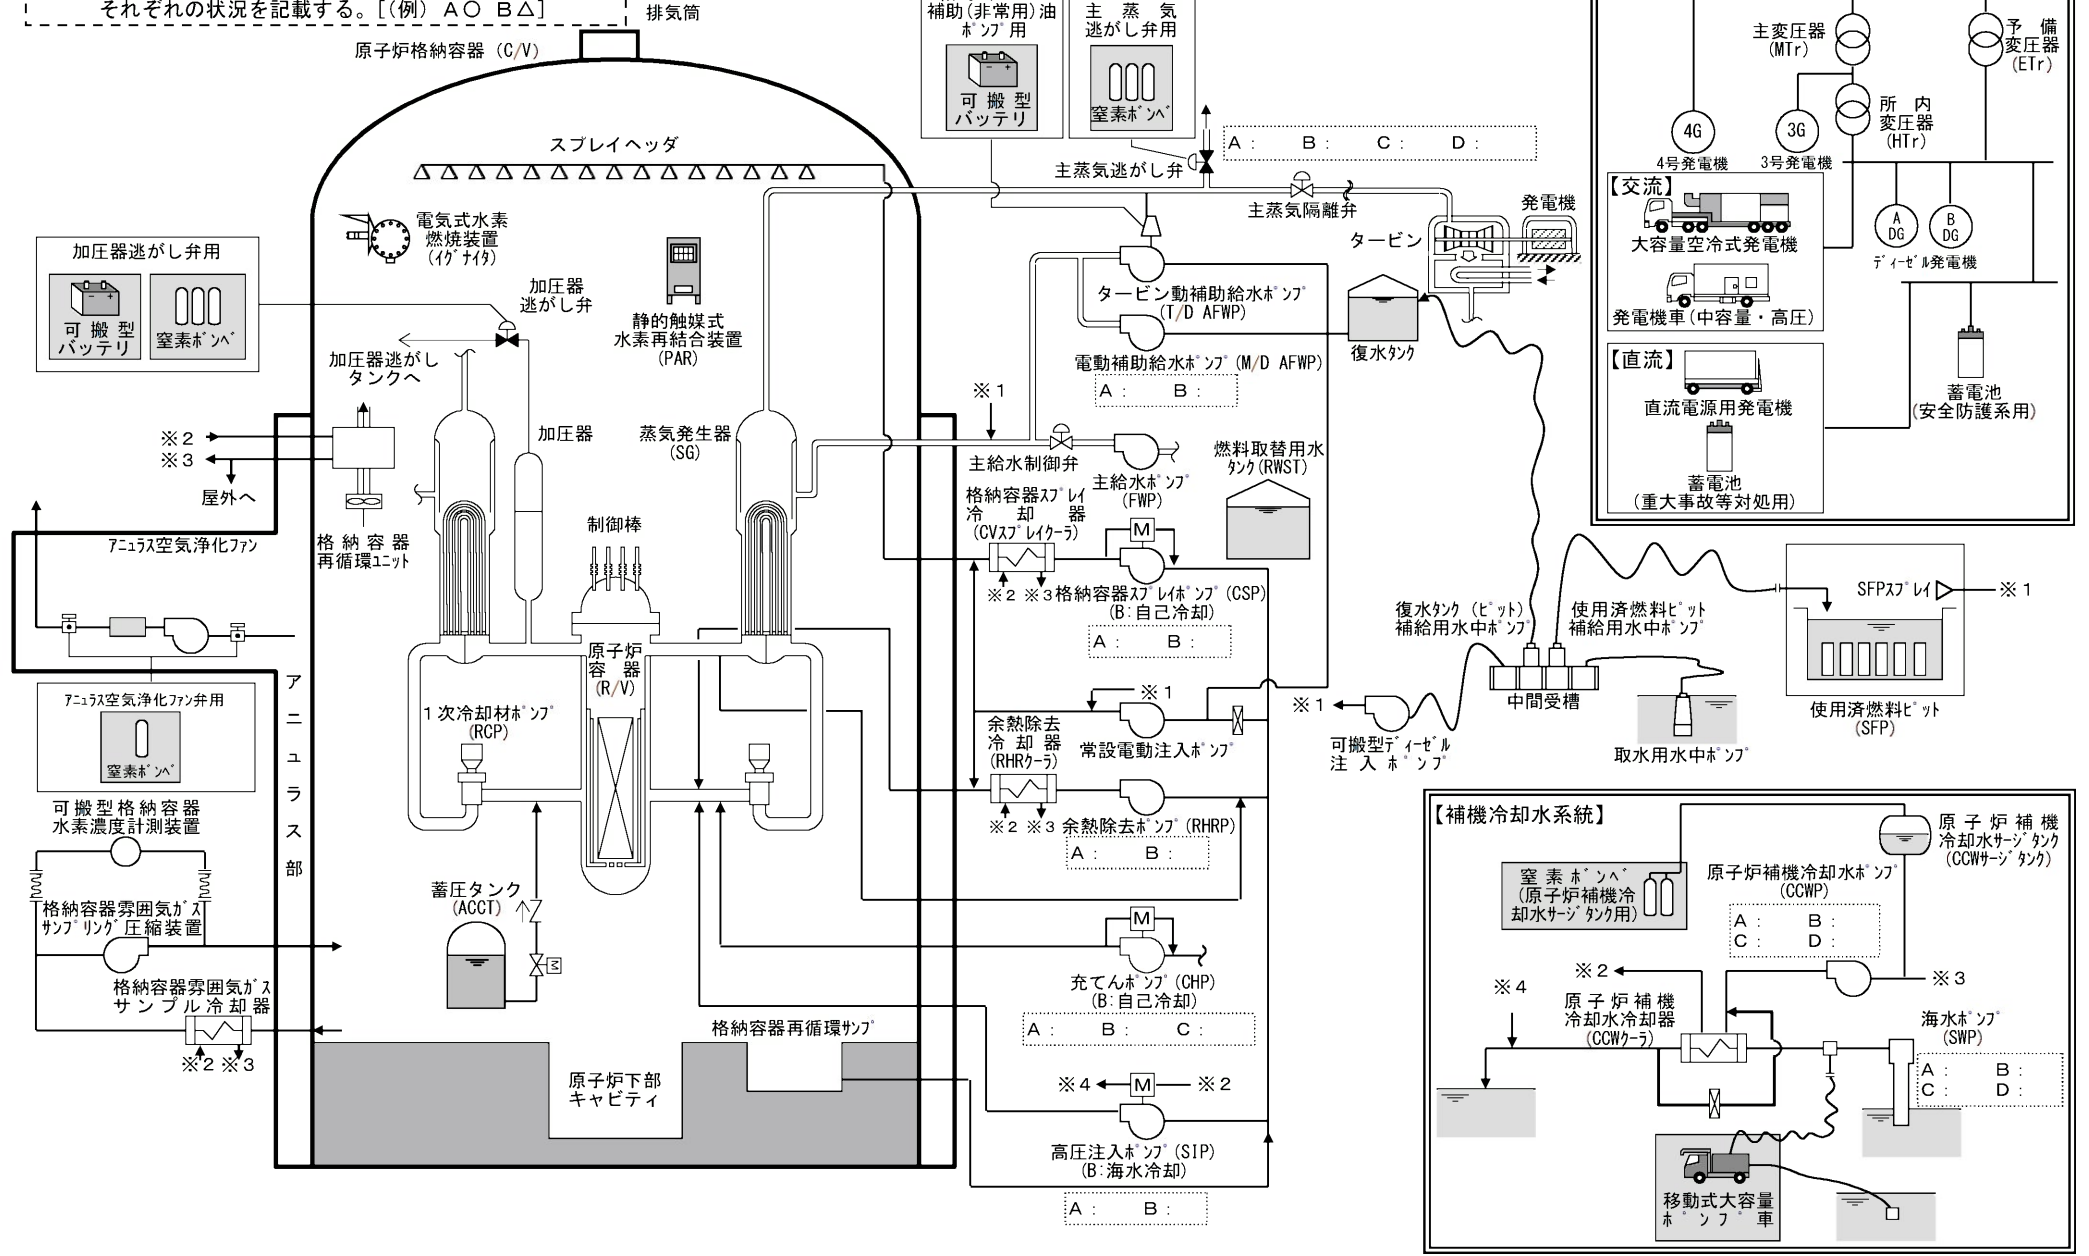 それぞれの状況を記載する。[(例) A○ B△]
排気筒
原子炉格納容器 (C/V)
補助(非常用)油
ﾎﾟﾝﾌﾟ用
可搬型
バッテリ
主蒸気
逃がし弁用
窒素ﾎﾞﾝﾍﾞ
スプレイヘッダ
主蒸気逃がし弁
A： B： C： D：
主蒸気隔離弁
発電機
タービン
電気式水素
燃焼装置
(ｲｸﾞﾅｲﾀ)
静的触媒式
水素再結合装置
(PAR)
加圧器逃がし弁用
可搬型
バッテリ
窒素ﾎﾞﾝﾍﾞ
加圧器
逃がし弁
加圧器逃がし
タンクへ
※2
※3
屋外へ
格納容器
再循環ﾕﾆｯﾄ
加圧器
蒸気発生器
(SG)
制御棒
原子炉
容器
(R/V)
1次冷却材ﾎﾟﾝﾌﾟ
(RCP)
蓄圧タンク
(ACCT)
M
格納容器再循環ｻﾝﾌﾟ
原子炉下部
キャビティ
ｱﾆｭﾗｽ空気浄化ﾌｧﾝ
ｱﾆｭﾗｽ空気浄化ﾌｧﾝ弁用
窒素ﾎﾞﾝﾍﾞ
アニュラス部
可搬型格納容器
水素濃度計測装置
格納容器雰囲気ｶﾞｽ
ｻﾝﾌﾟﾘﾝｸﾞ圧縮装置
格納容器雰囲気ｶﾞｽ
サンプル冷却器
※2 ※3
タービン動補助給水ﾎﾟﾝﾌﾟ
(T/D AFWP)
電動補助給水ﾎﾟﾝﾌﾟ(M/D AFWP)
A： B：
復水タンク
※1
主給水制御弁
主給水ﾎﾟﾝﾌﾟ
(FWP)
燃料取替用水
ﾀﾝｸ(RWST)
格納容器スプレイ
冷却器
(CVｽﾌﾟﾚｲｸｰﾗ)
M
※2 ※3
格納容器ｽﾌﾟﾚｲﾎﾟﾝﾌﾟ(CSP)
(B:自己冷却)
A： B：
※1
常設電動注入ﾎﾟﾝﾌﾟ
余熱除去
冷却器
(RHRｸｰﾗ)
※2 ※3
余熱除去ﾎﾟﾝﾌﾟ(RHRP)
A： B：
M
充てんﾎﾟﾝﾌﾟ(CHP)
(B:自己冷却)
A： B： C：
※4
M
※2
高圧注入ﾎﾟﾝﾌﾟ(SIP)
(B:海水冷却)
A： B：
主変圧器
(MTr)
予備
変圧器
(ETr)
所内
変圧器
(HTr)
4G
4号発電機
3G
3号発電機
【交流】
大容量空冷式発電機
発電機車(中容量・高圧)
A
DG
B
DG
ﾃﾞｨｰｾﾞﾙ発電機
【直流】
直流電源用発電機
蓄電池
(重大事故等対処用)
蓄電池
(安全防護系用)
復水タンク (ピット)
補給用水中ﾎﾟﾝﾌﾟ
使用済燃料ピット
補給用水中ﾎﾟﾝﾌﾟ
中間受槽
取水用水中ﾎﾟﾝﾌﾟ
SFPｽﾌﾟﾚｲ
※1
使用済燃料ﾋﾟｯﾄ
(SFP)
※1
可搬型ﾃﾞｨｰｾﾞﾙ
注入ポンプ
【補機冷却水系統】
原子炉補機
冷却水ｻｰｼﾞﾀﾝｸ
(CCWｻｰｼﾞﾀﾝｸ)
窒素ﾎﾞﾝﾍﾞ
(原子炉補機冷
却水ｻｰｼﾞﾀﾝｸ用)
原子炉補機冷却水ﾎﾟﾝﾌﾟ
(CCWP)
A： B：
C： D：
※2
※3
※4
原子炉補機
冷却水冷却器
(CCWｸｰﾗ)
海水ﾎﾟﾝﾌﾟ
(SWP)
A： B：
C： D：
移動式大容量
ポンプ車